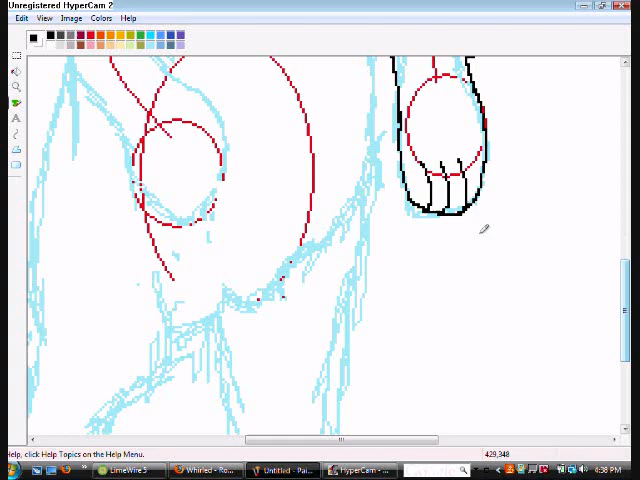 Unregistered HyperCam 2
Edit View Image Colors Help
A
elp, click Help Topics on the Help Menu.
429,348
LimeWire 5
Whirled - Ro...
Untitled - Pai...
HyperCam - ...
4:38 PM